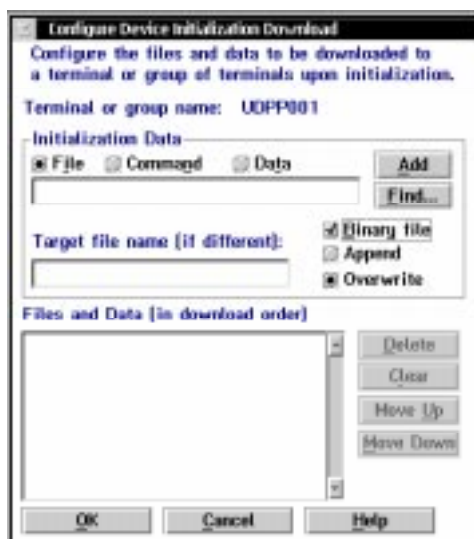 Configure Device Initialization Download
Configure the files and data to be downloaded to
a terminal or group of terminals upon initialization.
Terminal or group name: UDPP001
Initialization Data
File Command Data Add
Find...
Binary file
Target file name (if different): Append
Overwrite
Files and Data (in download order)
Delete
Clear
Move Up
Move Down
OK Cancel Help